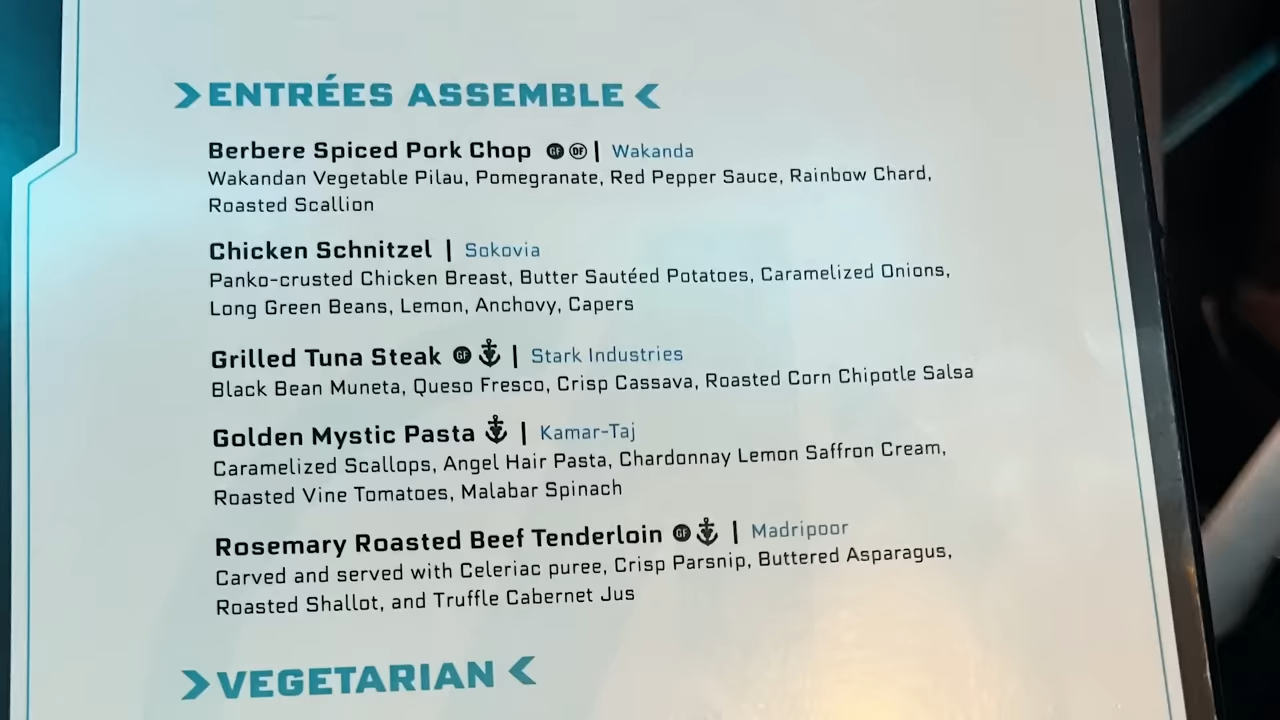 ENTRÉES ASSEMBLE
Berbere Spiced Pork Chop GF DF | Wakanda
Wakandan Vegetable Pilau, Pomegranate, Red Pepper Sauce, Rainbow Chard,
Roasted Scallion
Chicken Schnitzel | Sokovia
Panko-crusted Chicken Breast, Butter Sautéed Potatoes, Caramelized Onions,
Long Green Beans, Lemon, Anchovy, Capers
Grilled Tuna Steak GF | Stark Industries
Black Bean Muneta, Queso Fresco, Crisp Cassava, Roasted Corn Chipotle Salsa
Golden Mystic Pasta | Kamar-Taj
Caramelized Scallops, Angel Hair Pasta, Chardonnay Lemon Saffron Cream,
Roasted Vine Tomatoes, Malabar Spinach
Rosemary Roasted Beef Tenderloin GF | Madripoor
Carved and served with Celeriac puree, Crisp Parsnip, Buttered Asparagus,
Roasted Shallot, and Truffle Cabernet Jus
VEGETARIAN